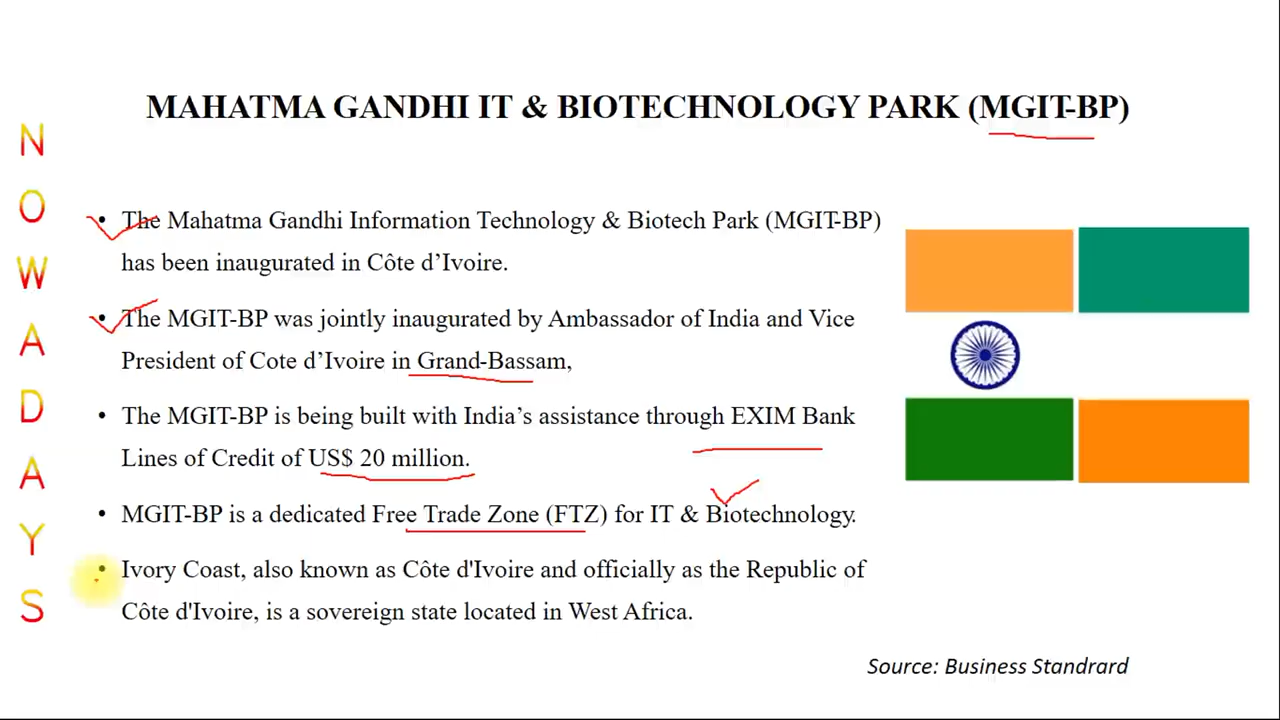 MAHATMA GANDHI IT & BIOTECHNOLOGY PARK (MGIT-BP)
NOWADAYS
• The Mahatma Gandhi Information Technology & Biotech Park (MGIT-BP)
has been inaugurated in Côte d’Ivoire.
• The MGIT-BP was jointly inaugurated by Ambassador of India and Vice
President of Cote d’Ivoire in Grand-Bassam,
• The MGIT-BP is being built with India’s assistance through EXIM Bank
Lines of Credit of US$ 20 million.
• MGIT-BP is a dedicated Free Trade Zone (FTZ) for IT & Biotechnology.
• Ivory Coast, also known as Côte d'Ivoire and officially as the Republic of
Côte d'Ivoire, is a sovereign state located in West Africa.
Source: Business Standrard